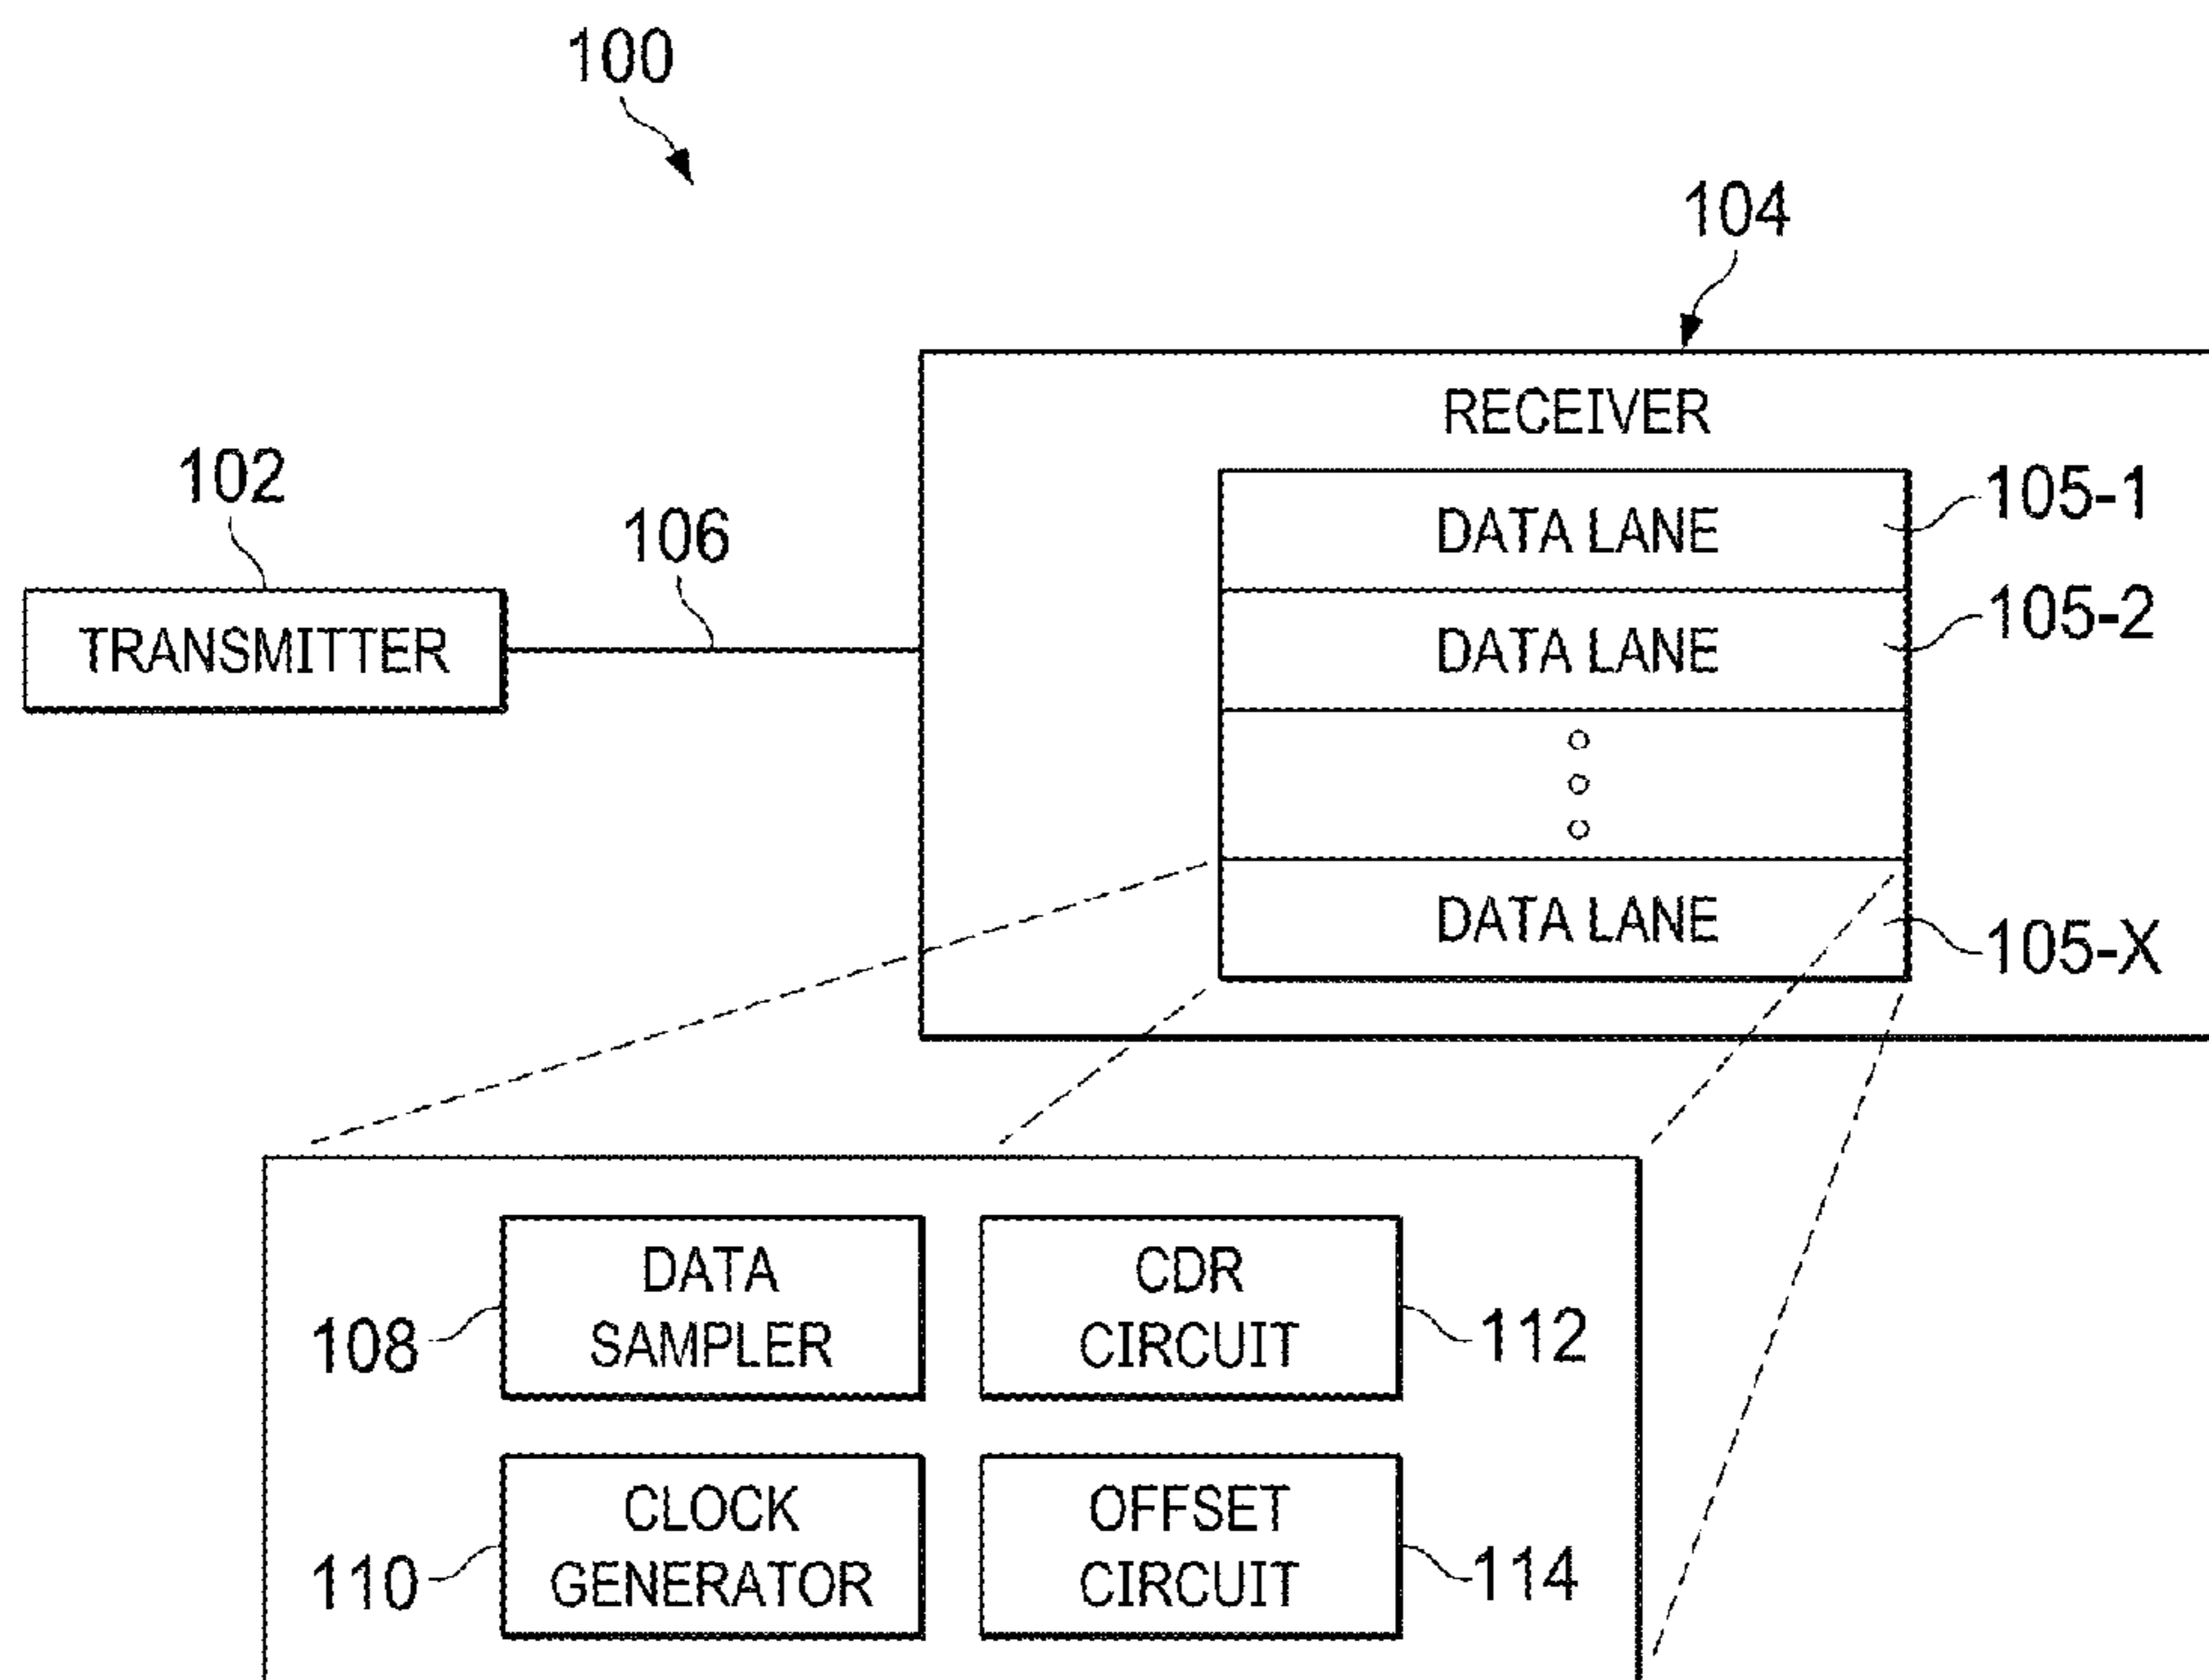 100
104
RECEIVER
102
106
105-1
DATA LANE
105-2
TRANSMITTER
DATA LANE
DATA LANE
105-X
DATA
SAMPLER
CDR
CIRCUIT
108
112
CLOCK
GENERATOR
OFFSET
CIRCUIT
110
114